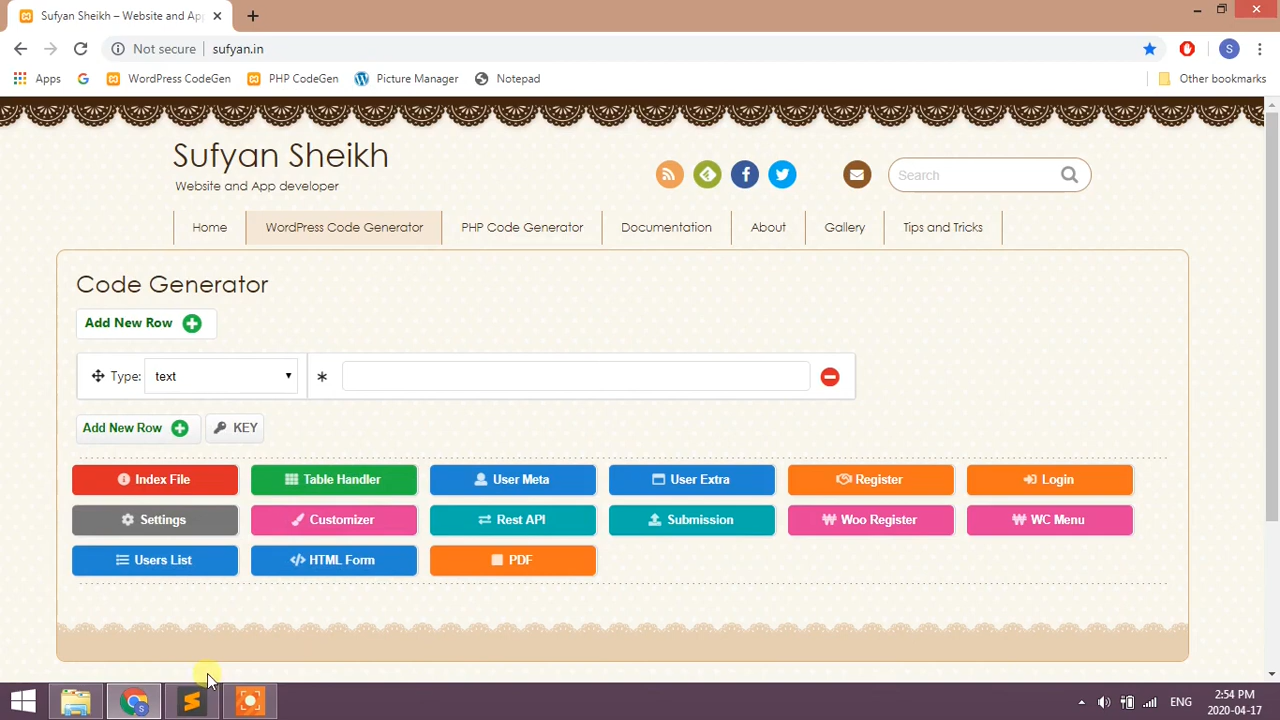 Sufyan Sheikh – Website and App
Not secure sufyan.in S
Apps WordPress CodeGen PHP CodeGen Picture Manager Notepad Other bookmarks
Sufyan Sheikh
Website and App developer
Search
Home WordPress Code Generator PHP Code Generator Documentation About Gallery Tips and Tricks
Code Generator
Add New Row
Type: text *
Add New Row KEY
Index File Table Handler User Meta User Extra Register Login
Settings Customizer Rest API Submission Woo Register WC Menu
Users List HTML Form PDF
ENG
2:54 PM
2020-04-17